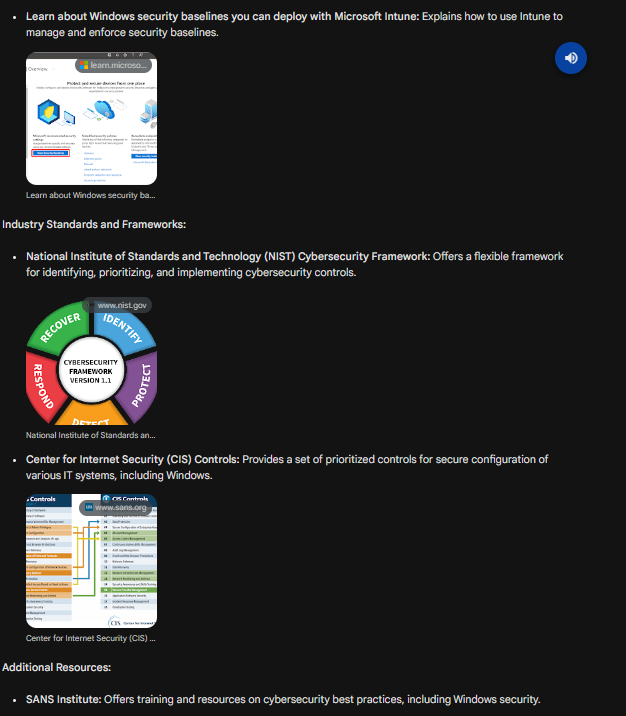 Learn about Windows security baselines you can deploy with Microsoft Intune: Explains how to use Intune to
manage and enforce security baselines.
Overview
learn.microso...
Protect and secure devices from one place
Learn about Windows security ba...
Industry Standards and Frameworks:
National Institute of Standards and Technology (NIST) Cybersecurity Framework: Offers a flexible framework
for identifying, prioritizing, and implementing cybersecurity controls.
www.nist.gov
RECOVER
IDENTIFY
CYBERSECURITY
FRAMEWORK
VERSION 1.1
RESPOND
PROTECT
DETECT
National Institute of Standards an...
Center for Internet Security (CIS) Controls: Provides a set of prioritized controls for secure configuration of
various IT systems, including Windows.
Controls
CIS Controls
www.sans.org
Center for Internet Security (CIS) ...
Additional Resources:
SANS Institute: Offers training and resources on cybersecurity best practices, including Windows security.